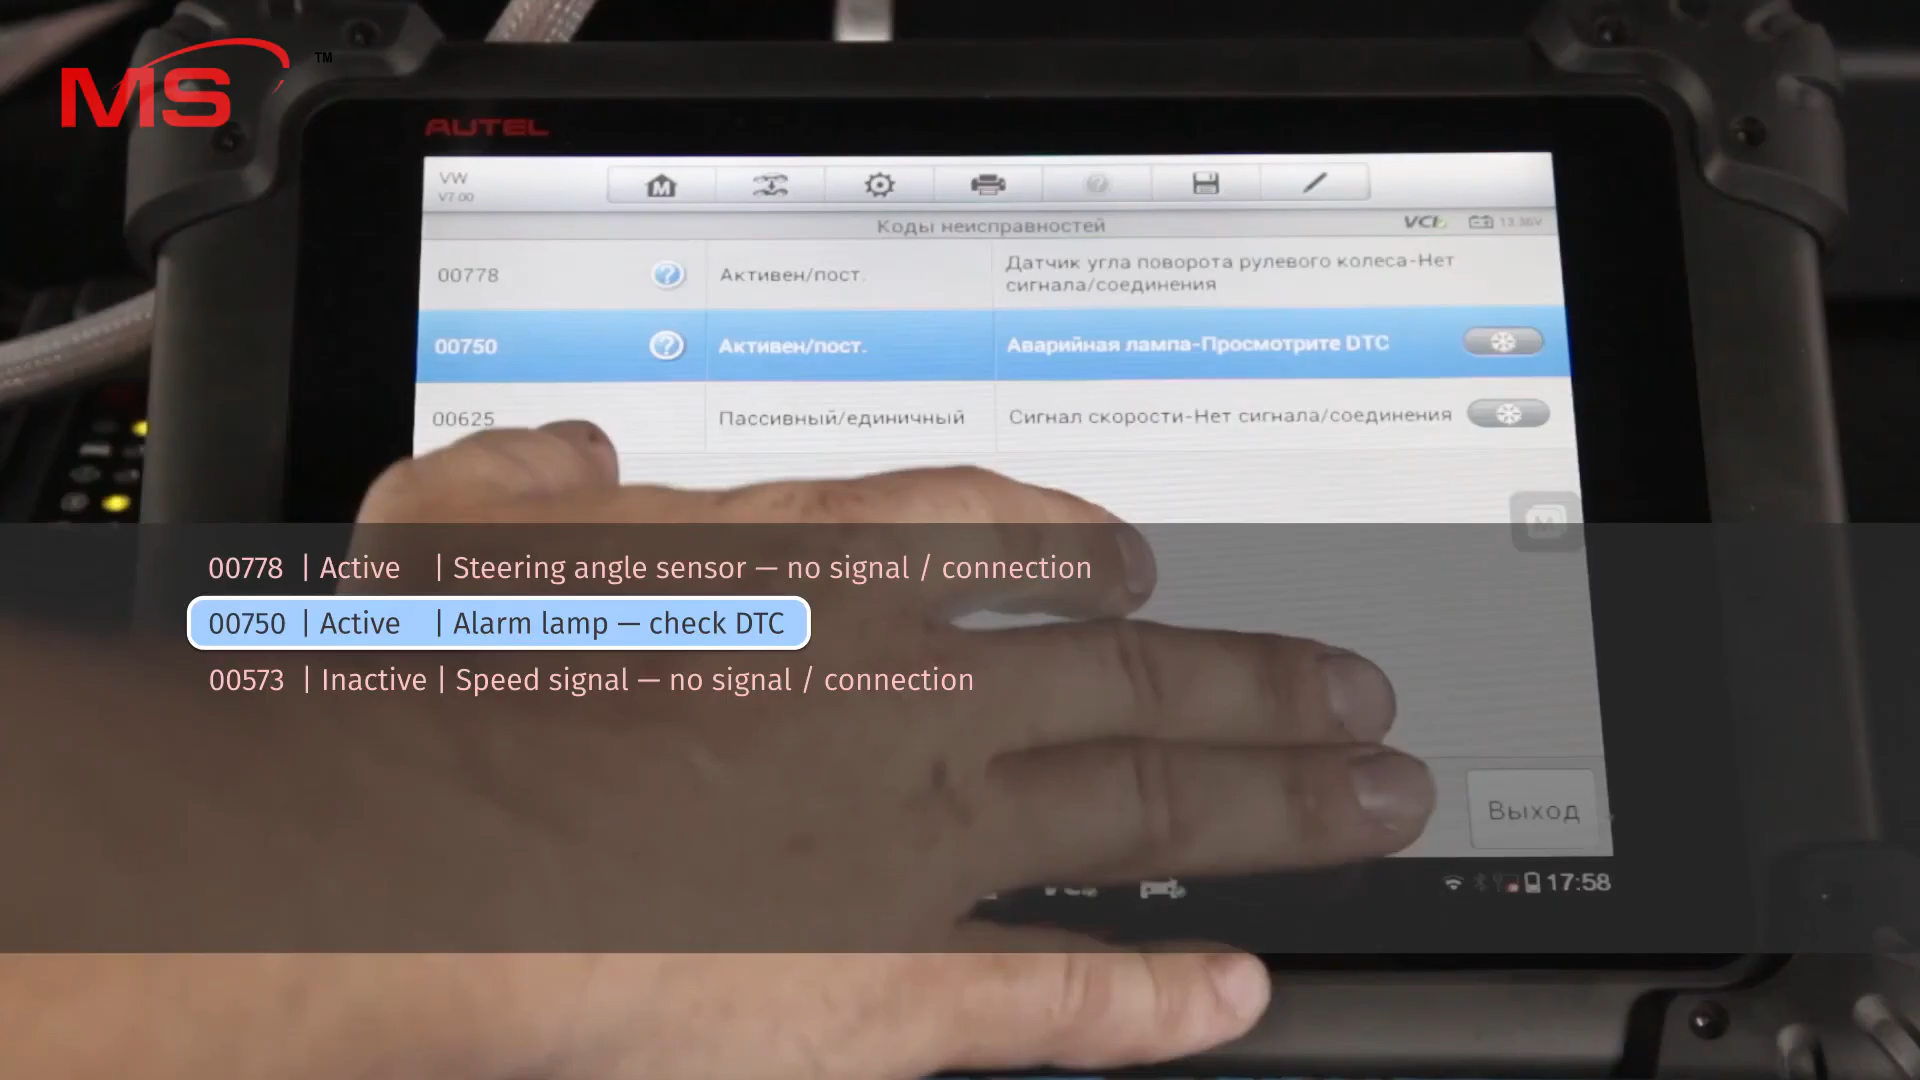 MS TM
AUTEL
VW
V7.00
M
Коды неисправностей
VCI 13.36V
00778 Активен/пост. Датчик угла поворота рулевого колеса-Нет
сигнала/соединения
00750 Активен/пост. Аварийная лампа-Просмотрите DTC
00625 Пассивный/единичный Сигнал скорости-Нет сигнала/соединения
M
00778 | Active | Steering angle sensor — no signal / connection
00750 | Active | Alarm lamp — check DTC
00573 | Inactive | Speed signal — no signal / connection
Выход
17:58